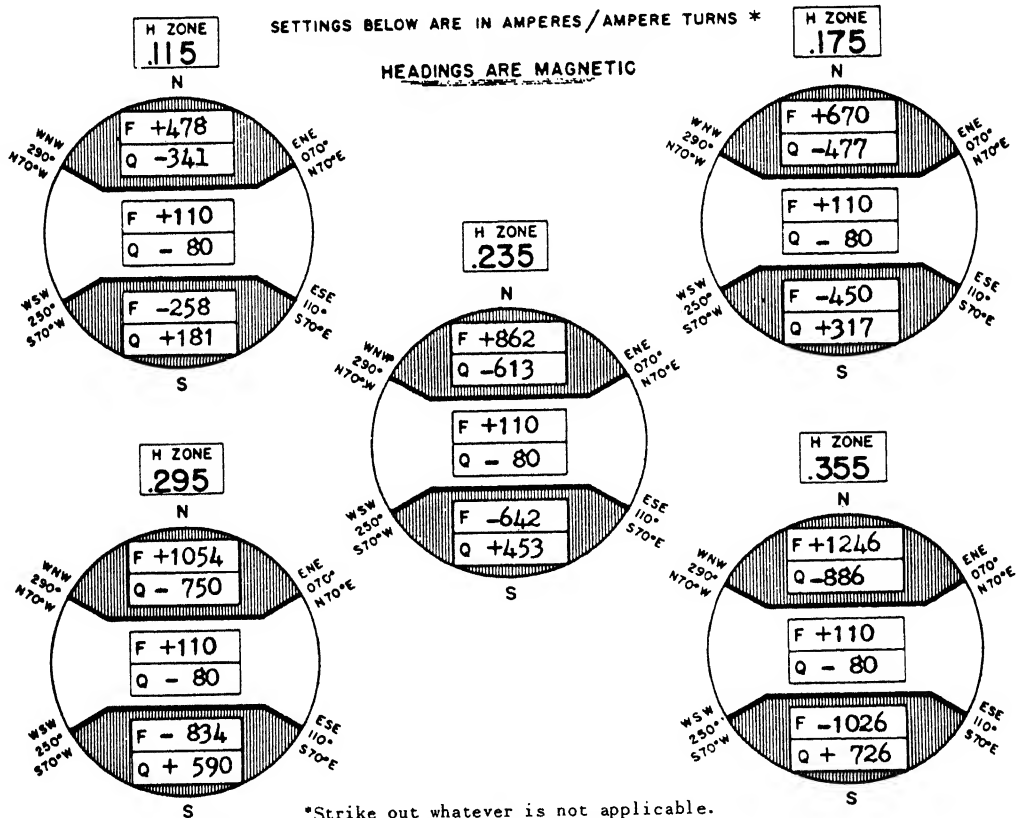 SETTINGS BELOW ARE IN AMPERES/AMPERE TURNS *
HEADINGS ARE MAGNETIC
H ZONE
.115
N
WNW
290°
N70°W
ENE
070°
N70°E
F +478
Q -341
F +110
Q - 80
F -258
Q +181
WSW
250°
S70°W
ESE
110°
S70°E
S
H ZONE
.175
N
WNW
290°
N70°W
ENE
070°
N70°E
F +670
Q -477
F +110
Q - 80
F -450
Q +317
WSW
250°
S70°W
ESE
110°
S70°E
S
H ZONE
.235
N
WNW
290°
N70°W
ENE
070°
N70°E
F +862
Q -613
F +110
Q - 80
F -642
Q +453
WSW
250°
S70°W
ESE
110°
S70°E
S
H ZONE
.295
N
WNW
290°
N70°W
ENE
070°
N70°E
F +1054
Q - 750
F +110
Q - 80
F - 834
Q + 590
WSW
250°
S70°W
ESE
110°
S70°E
S
H ZONE
.355
N
WNW
290°
N70°W
ENE
070°
N70°E
F +1246
Q -886
F +110
Q - 80
F -1026
Q + 726
WSW
250°
S70°W
ESE
110°
S70°E
S
*Strike out whatever is not applicable.